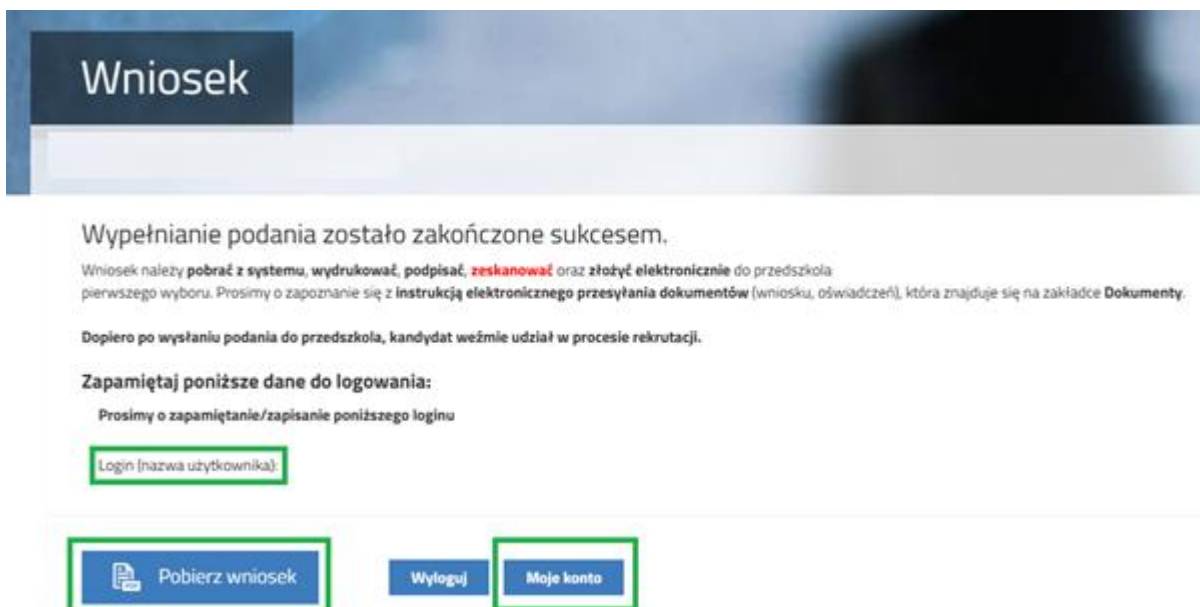 Wniosek
Wypełnianie podania zostało zakończone sukcesem.
Wniosek należy pobrać z systemu, wydrukować, podpisać, zeskanować oraz złożyć elektronicznie do przedszkola
pierwszego wyboru. Prosimy o zapoznanie się z instrukcją elektronicznego przesyłania dokumentów (wniosku, oświadczeń), która znajduje się na zakładce Dokumenty.
Dopiero po wysłaniu podania do przedszkola, kandydat weźmie udział w procesie rekrutacji.
Zapamiętaj poniższe dane do logowania:
Prosimy o zapamiętanie/zapisanie poniższego loginu
Login (nazwa użytkownika):
PDF Pobierz wniosek Wyloguj Moje konto